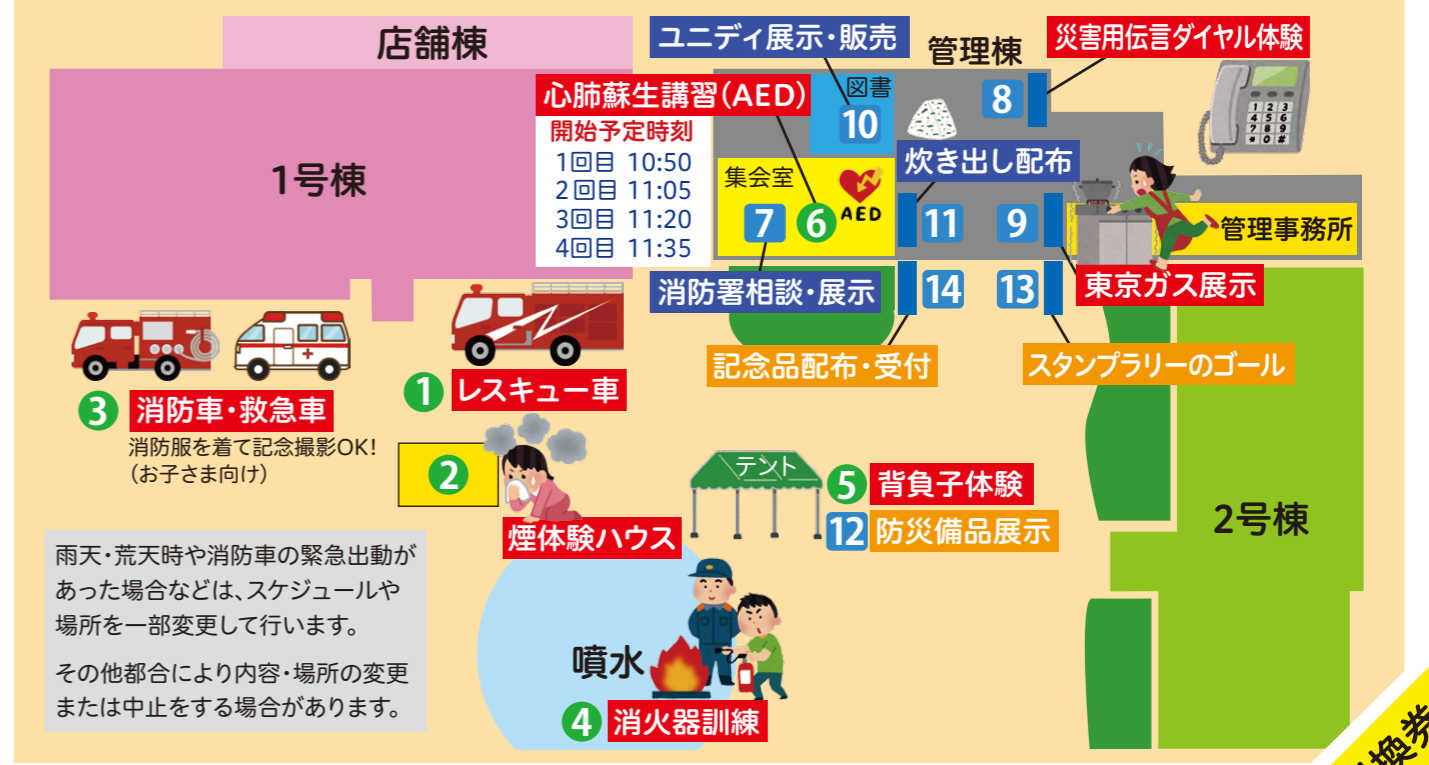 店舗棟
1号棟
ユニディ展示・販売
管理棟
災害用伝言ダイヤル体験
心肺蘇生講習(AED)
開始予定時刻
1回目 10:50
2回目 11:05
3回目 11:20
4回目 11:35
図書
10
8
1 2 3
4 5 6
7 8 9
* 0 #
炊き出し配布
集会室
7
6
AED
11
9
管理事務所
消防署相談・展示
14
13
東京ガス展示
記念品配布・受付
スタンプラリーのゴール
1 レスキュー車
3 消防車・救急車
消防服を着て記念撮影OK!
(お子さま向け)
2
煙体験ハウス
テント
5 背負子体験
12 防災備品展示
2号棟
雨天・荒天時や消防車の緊急出動が
あった場合などは、スケジュールや
場所を一部変更して行います。
その他都合により内容・場所の変更
または中止をする場合があります。
噴水
4 消火器訓練
換券